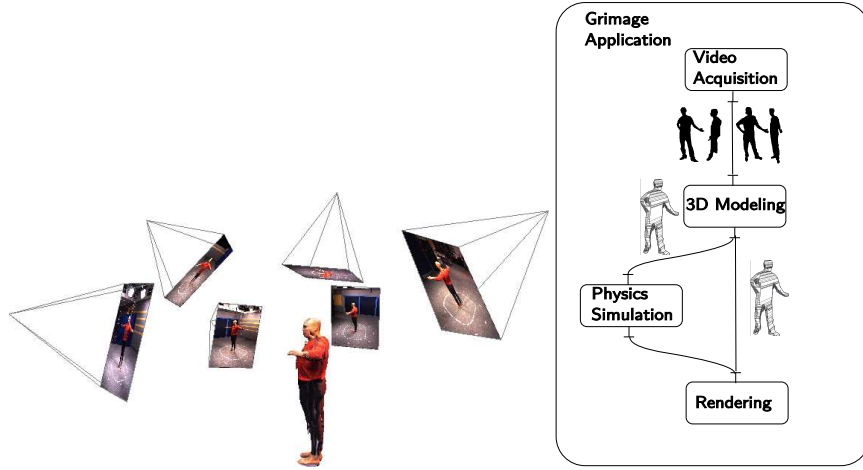 Grimage
Application
Video
Acquisition
3D Modeling
Physics
Simulation
Rendering